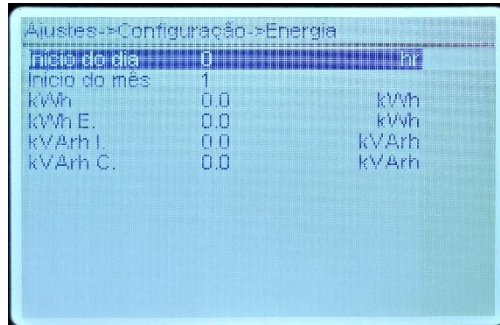 Ajustes->Configuração->Energia
Início do dia 0 hr
Início do mês 1
kWh 0.0 kWh
kWh E. 0.0 kWh
kVArh I. 0.0 kVArh
kVArh C. 0.0 kVArh